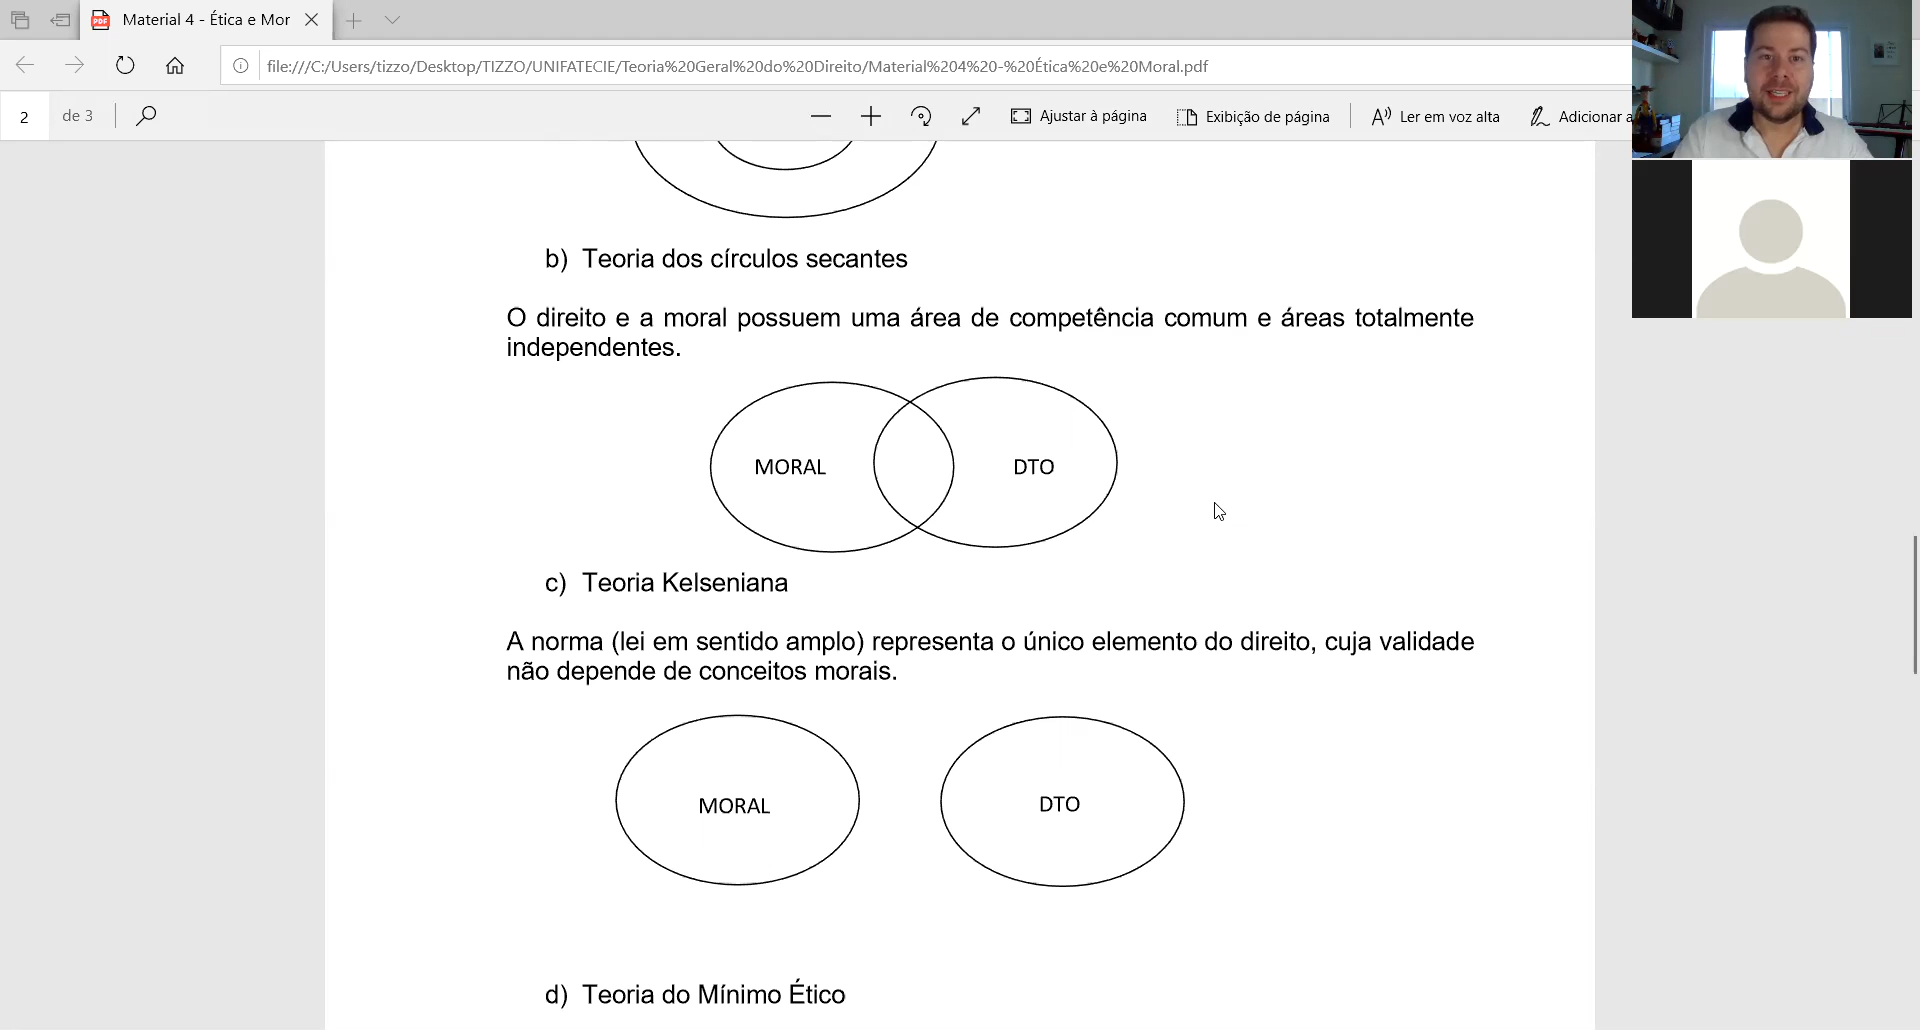 Material 4 - Ética e Mor
file:///C:/Users/tizzo/Desktop/TIZZO/UNIFATECIE/Teoria%20Geral%20do%20Direito/Material%204%20-%20Ética%20e%20Moral.pdf
2 de 3 Ajustar à página Exibição de página Ler em voz alta Adicionar a
b) Teoria dos círculos secantes
O direito e a moral possuem uma área de competência comum e áreas totalmente
independentes.
MORAL DTO
c) Teoria Kelseniana
A norma (lei em sentido amplo) representa o único elemento do direito, cuja validade
não depende de conceitos morais.
MORAL DTO
d) Teoria do Mínimo Ético